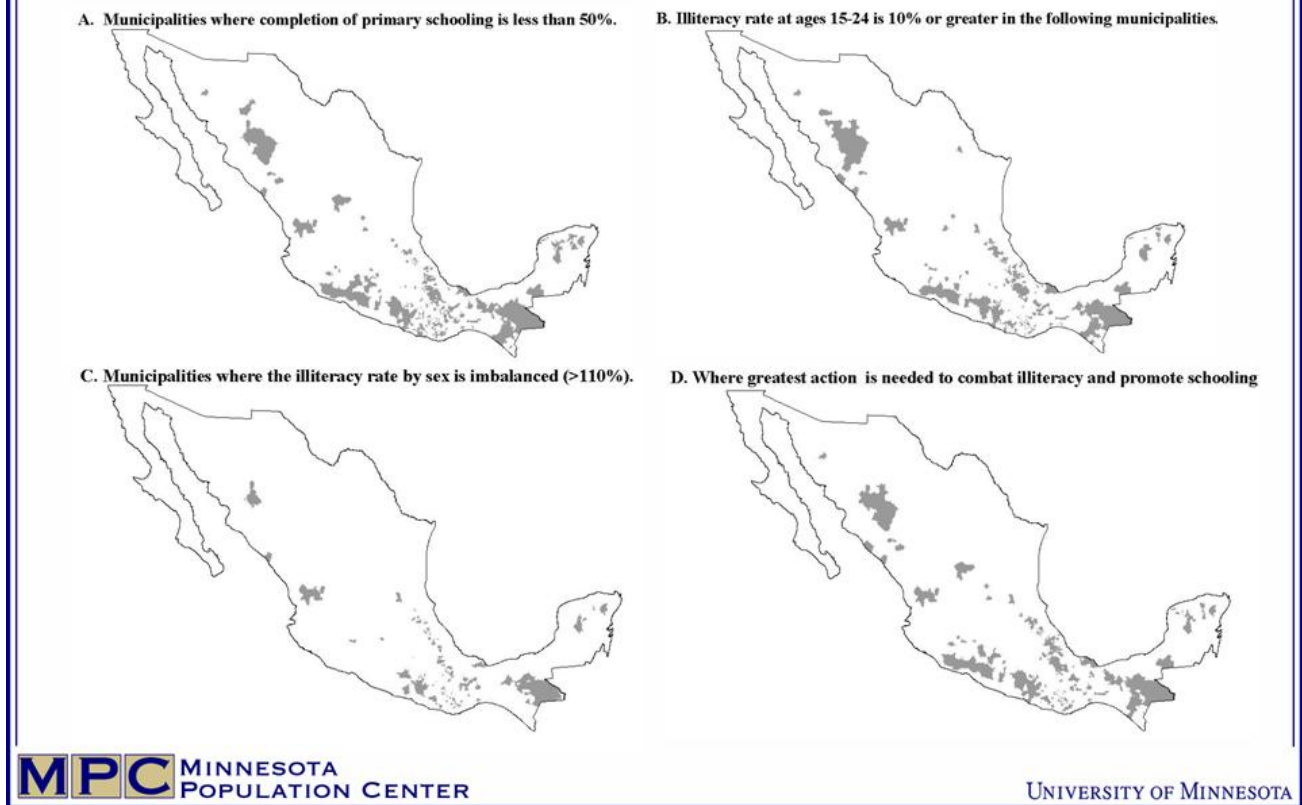 A. Municipalities where completion of primary schooling is less than 50%.
B. Illiteracy rate at ages 15-24 is 10% or greater in the following municipalities.
C. Municipalities where the illiteracy rate by sex is imbalanced (>110%).
D. Where greatest action is needed to combat illiteracy and promote schooling
MPC MINNESOTA
POPULATION CENTER
UNIVERSITY OF MINNESOTA